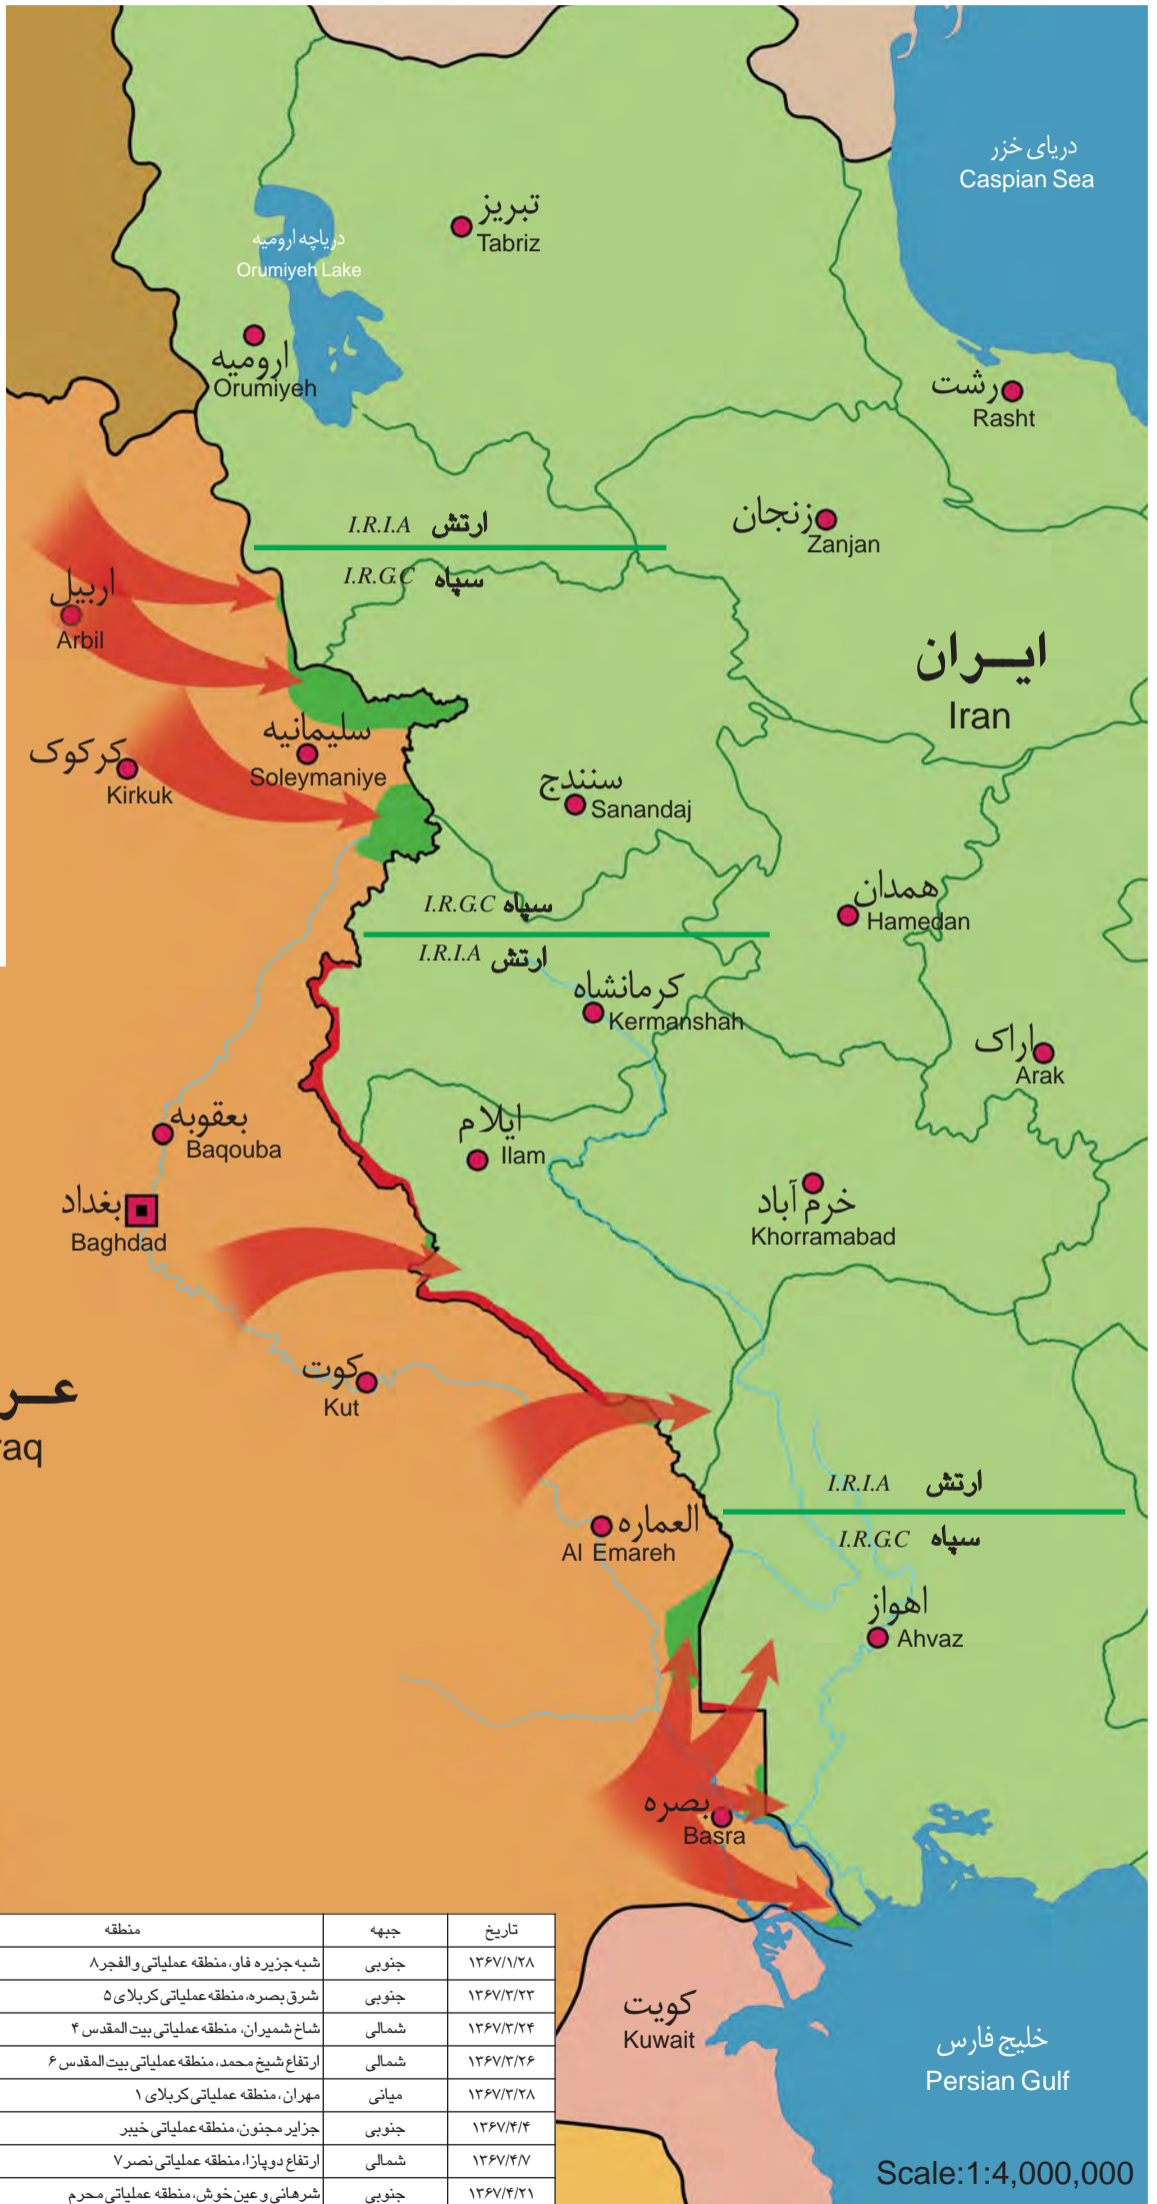 دریای خزر
Caspian Sea
تبریز
Tabriz
دریاچه ارومیه
Orumiyeh Lake
ارومیه
Orumiyeh
رشت
Rasht
زنجان
Zanjan
I.R.I.A ارتش
I.R.G.C سپاه
اربیل
Arbil
ایـــران
Iran
سلیمانیه
Soleymaniye
کرکوک
Kirkuk
سنندج
Sanandaj
همدان
Hamedan
I.R.G.C سپاه
I.R.I.A ارتش
کرمانشاه
Kermanshah
اراک
Arak
بعقوبه
Baqouba
ایلام
Ilam
بغداد
Baghdad
خرم آباد
Khorramabad
کوت
Kut
عـر
raq
I.R.I.A ارتش
I.R.G.C سپاه
العماره
Al Emareh
اهواز
Ahvaz
بصره
Basra
کویت
Kuwait
خلیج فارس
Persian Gulf
Scale:1:4,000,000
تاریخ جبهه منطقه
۱۳۶۷/۱/۲۸ جنوبی شبه جزیره فاو، منطقه عملیاتی والفجر۸
۱۳۶۷/۳/۲۳ جنوبی شرق بصره، منطقه عملیاتی کربلای ۵
۱۳۶۷/۳/۲۴ شمالی شاخ شمیران، منطقه عملیاتی بیت المقدس ۴
۱۳۶۷/۳/۲۶ شمالی ارتفاع شیخ محمد، منطقه عملیاتی بیت المقدس ۶
۱۳۶۷/۳/۲۸ میانی مهران، منطقه عملیاتی کربلای ۱
۱۳۶۷/۴/۴ جنوبی جزایر مجنون، منطقه عملیاتی خیبر
۱۳۶۷/۴/۷ شمالی ارتفاع دوپازا، منطقه عملیاتی نصر۷
۱۳۶۷/۴/۲۱ جنوبی شرهانی و عین خوش، منطقه عملیاتی محرم